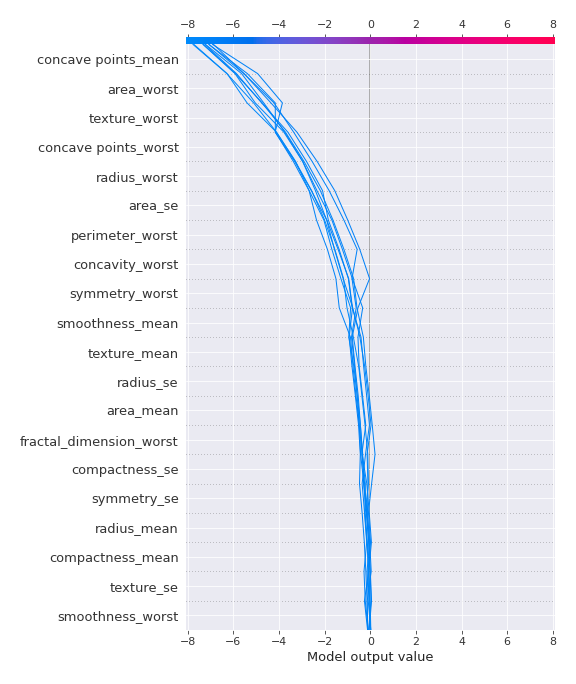 −8 −6 −4 −2 0 2 4 6 8
concave points_mean
area_worst
texture_worst
concave points_worst
radius_worst
area_se
perimeter_worst
concavity_worst
symmetry_worst
smoothness_mean
texture_mean
radius_se
area_mean
fractal_dimension_worst
compactness_se
symmetry_se
radius_mean
compactness_mean
texture_se
smoothness_worst
−8 −6 −4 −2 0 2 4 6 8
Model output value